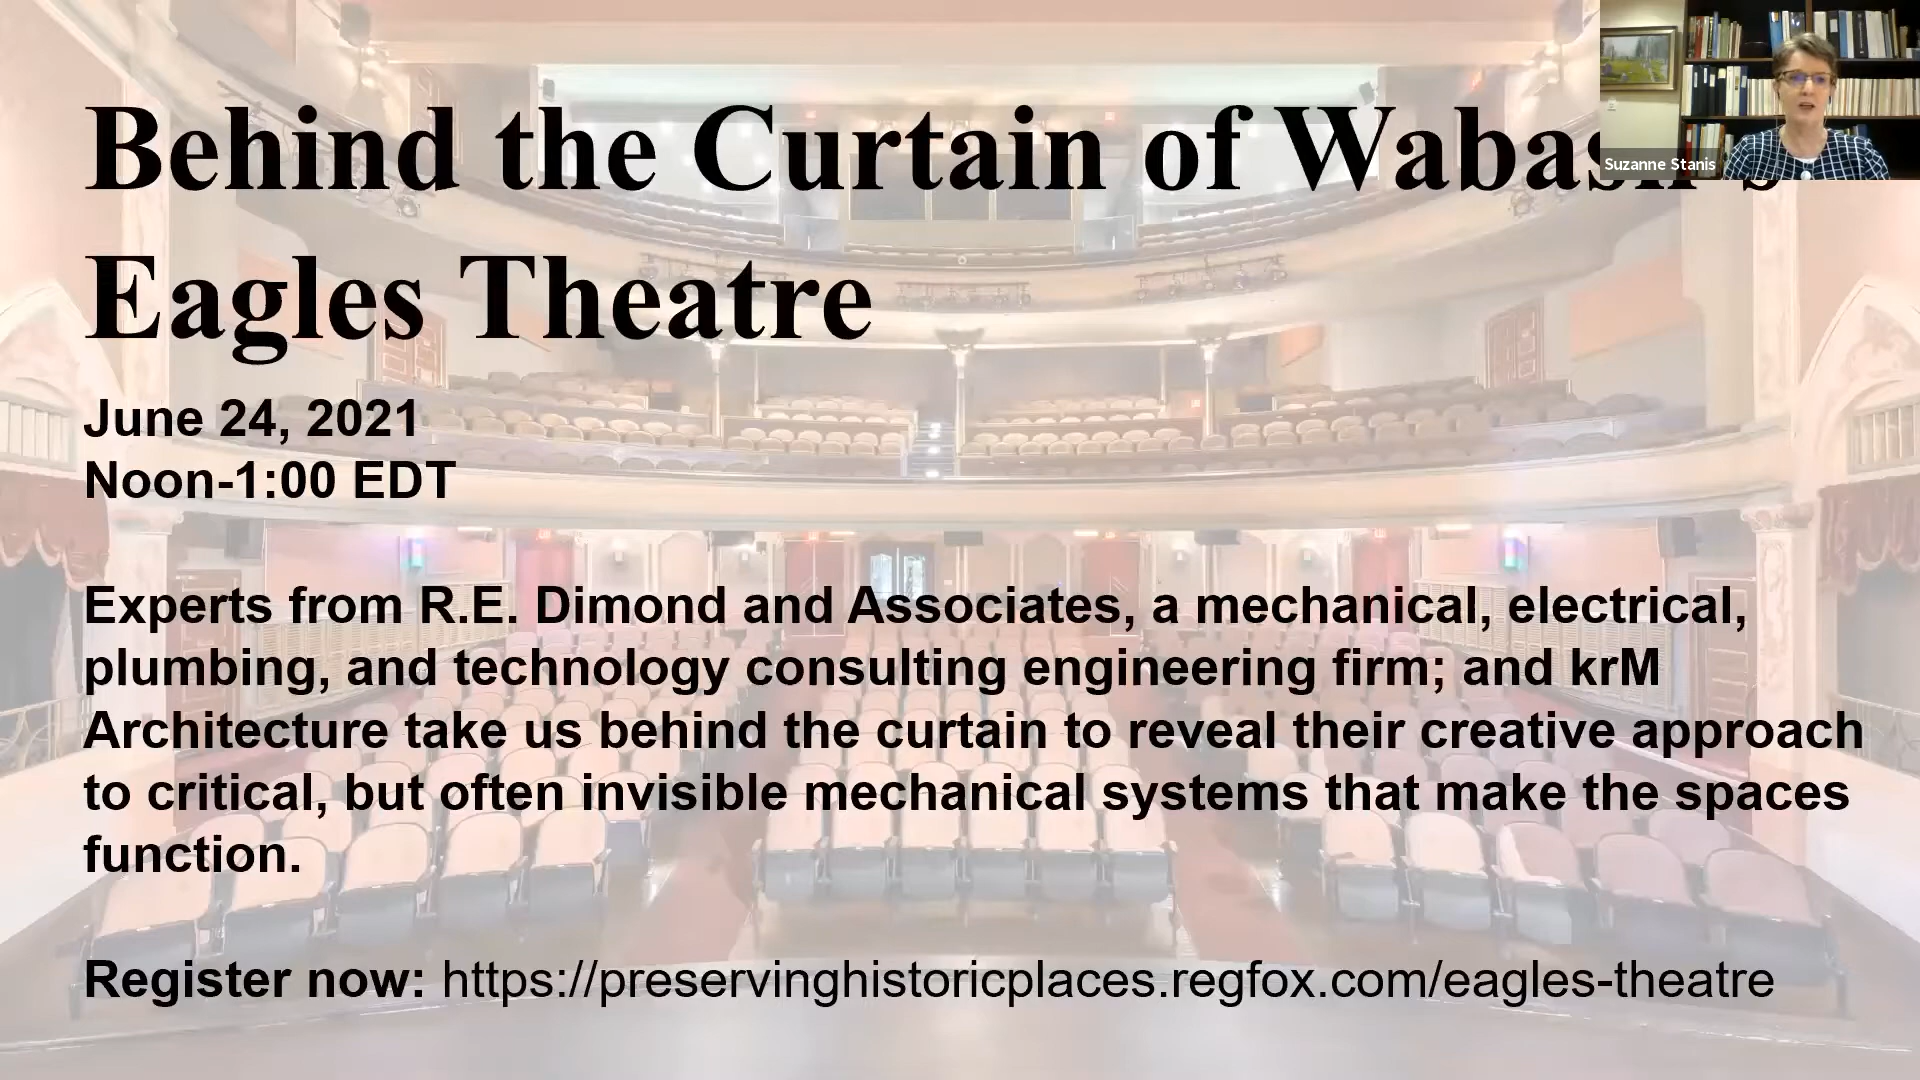 Behind the Curtain of Wabash's
Suzanne Stanis
Eagles Theatre
June 24, 2021
Noon-1:00 EDT
Experts from R.E. Dimond and Associates, a mechanical, electrical,
plumbing, and technology consulting engineering firm; and krM
Architecture take us behind the curtain to reveal their creative approach
to critical, but often invisible mechanical systems that make the spaces
function.
Register now: https://preservinghistoricplaces.regfox.com/eagles-theatre